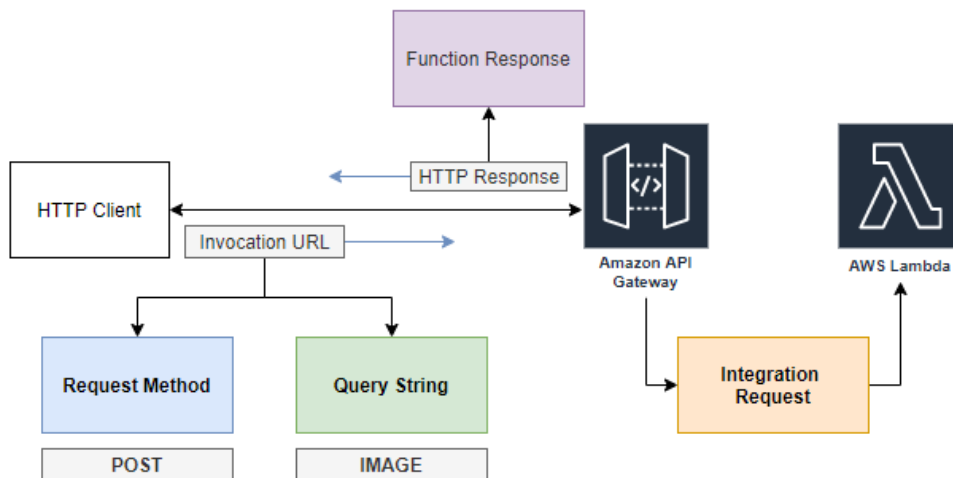 Function Response
HTTP Response
HTTP Client
Invocation URL
Amazon API
Gateway
AWS Lambda
Request Method
Query String
Integration
Request
POST
IMAGE